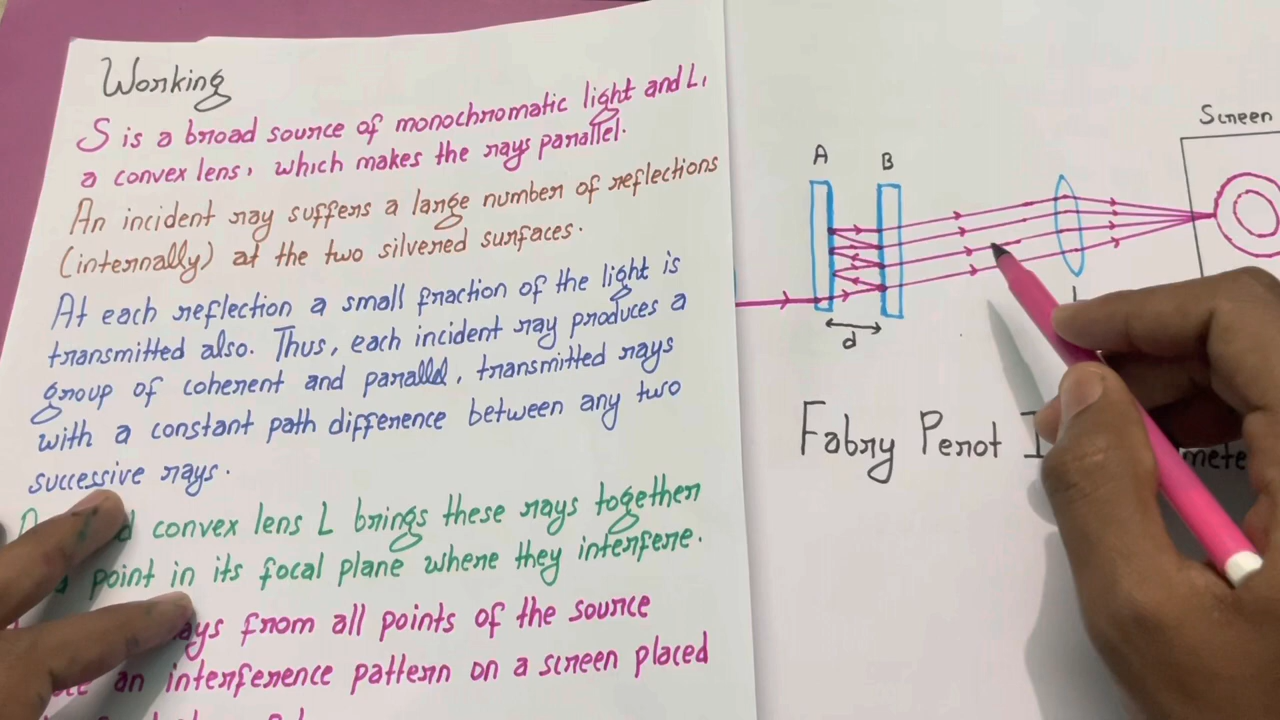 Working
S is a broad source of monochromatic light and L₁
a convex lens, which makes the rays parallel.
An incident ray suffers a large number of reflections
(internally) at the two silvered surfaces.
At each reflection a small fraction of the light is
transmitted also. Thus, each incident ray produces a
group of coherent and parallel, transmitted rays
with a constant path difference between any two
successive rays.
convex lens L brings these rays together
point in its focal plane where they interfere.
from all points of the source
an interference pattern on a screen placed
Screen
A
B
d
Fabry Perot